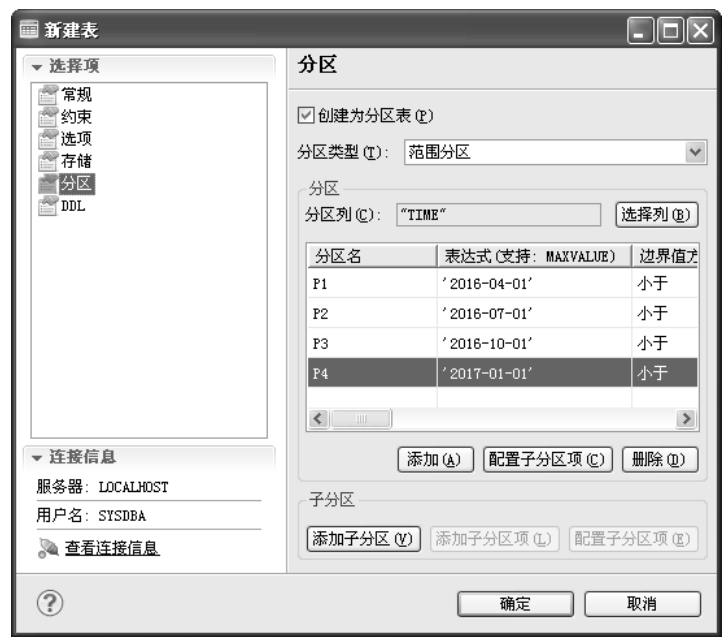 新建表
选择项
常规
约束
选项
存储
分区
DDL
连接信息
服务器: LOCALHOST
用户名: SYSDBA
查看连接信息
分区
创建为分区表(P)
分区类型(T): 范围分区
分区
分区列(C): "TIME" 选择列(B)
分区名 表达式(支持: MAXVALUE) 边界值方
P1 '2016-04-01' 小于
P2 '2016-07-01' 小于
P3 '2016-10-01' 小于
P4 '2017-01-01' 小于
添加(A) 配置子分区项(C) 删除(D)
子分区
添加子分区(V) 添加子分区项(L) 配置子分区项(E)
确定 取消